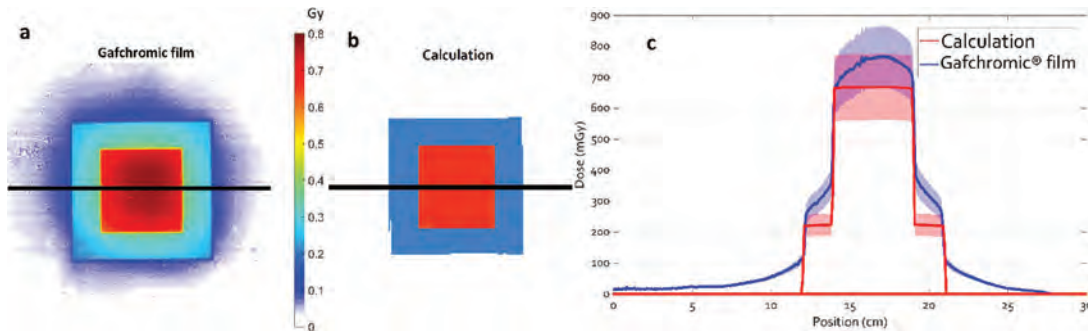 a
Gafchromic film
Gy
0.8
0.7
0.6
0.5
0.4
0.3
0.2
0.1
0
b
Calculation
c
Calculation
Gafchromic® film
Dose (mGy)
900
800
700
600
500
400
300
200
100
0
0 5 10 15 20 25 30
Position (cm)